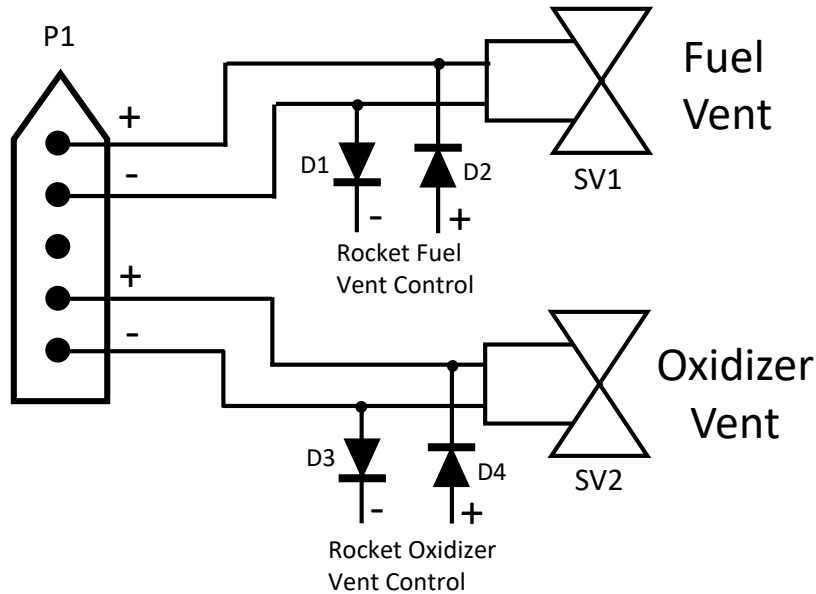 P1
+
-
+
-
D1
D2
-
+
Rocket Fuel
Vent Control
SV1
Fuel
Vent
D3
D4
-
+
Rocket Oxidizer
Vent Control
SV2
Oxidizer
Vent